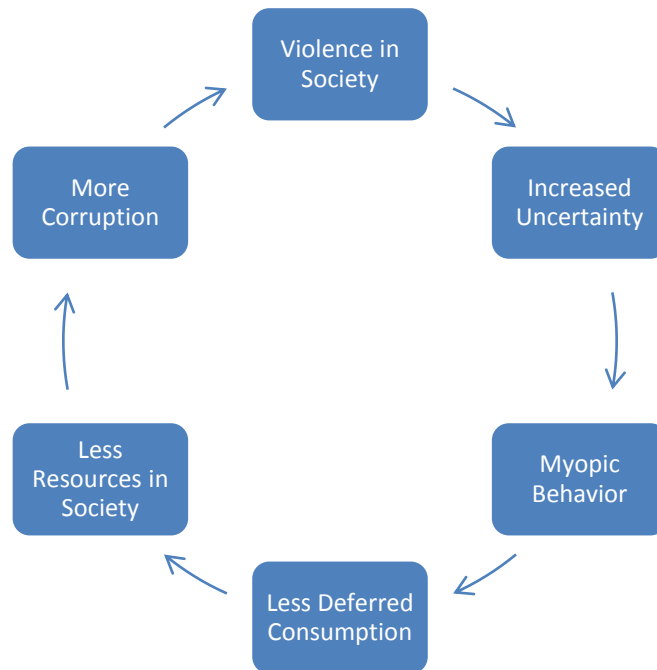 Violence in
Society
Increased
Uncertainty
Myopic
Behavior
Less Deferred
Consumption
Less
Resources in
Society
More
Corruption